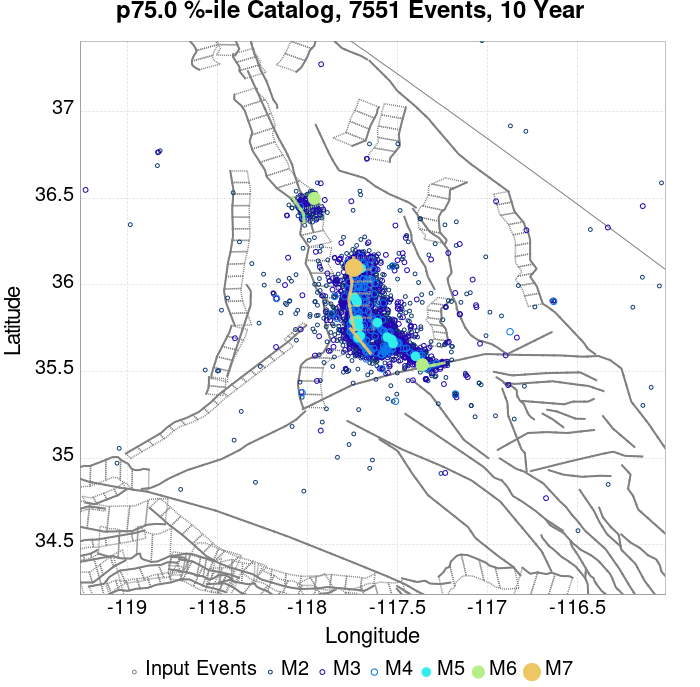 p75.0 %-ile Catalog, 7551 Events, 10 Year
Latitude
37
36.5
36
35.5
35
34.5
-119 -118.5 -118 -117.5 -117 -116.5
Longitude
Input Events M2 M3 M4 M5 M6 M7